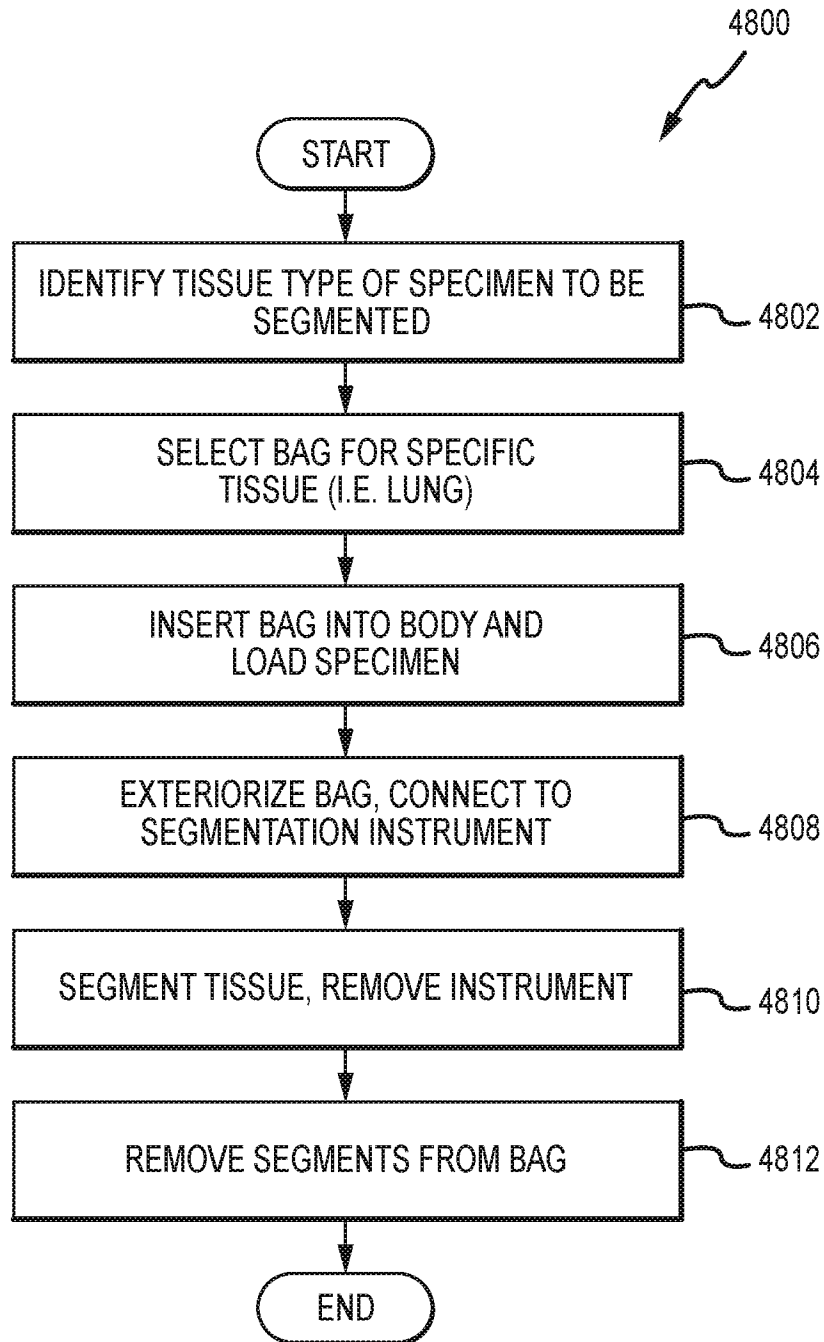 4800
START
IDENTIFY TISSUE TYPE OF SPECIMEN TO BE
SEGMENTED
4802
SELECT BAG FOR SPECIFIC
TISSUE (I.E. LUNG)
4804
INSERT BAG INTO BODY AND
LOAD SPECIMEN
4806
EXTERIORIZE BAG, CONNECT TO
SEGMENTATION INSTRUMENT
4808
SEGMENT TISSUE, REMOVE INSTRUMENT
4810
REMOVE SEGMENTS FROM BAG
4812
END